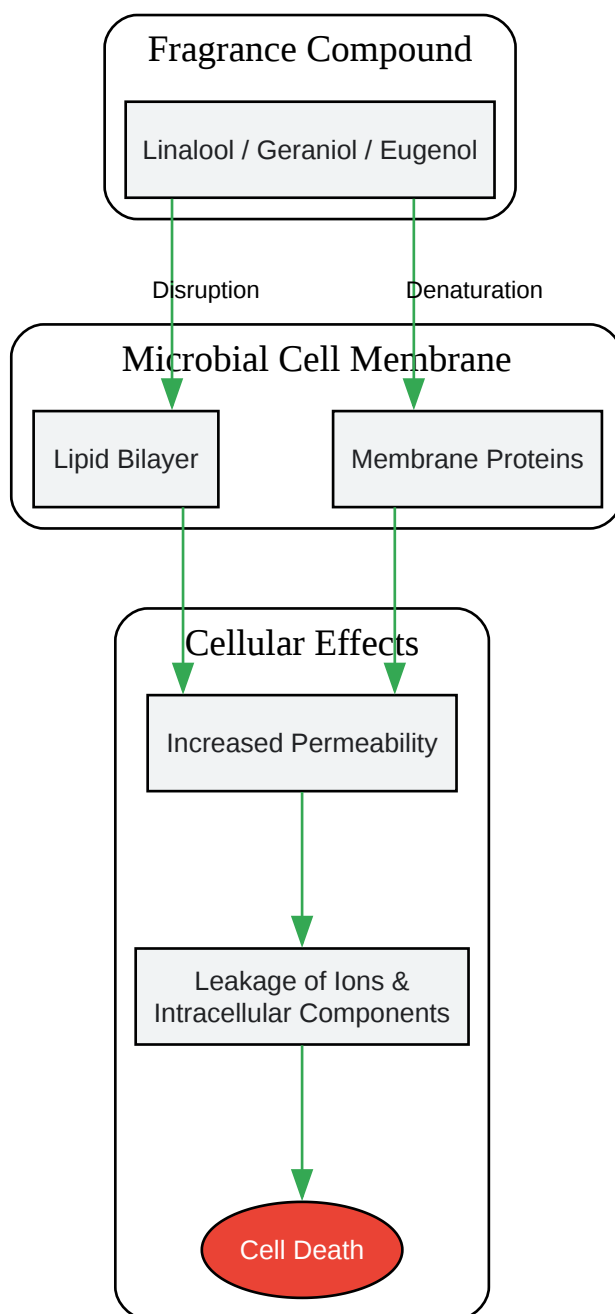 Fragrance Compound
Linalool / Geraniol / Eugenol
Disruption
Denaturation
Microbial Cell Membrane
Lipid Bilayer
Membrane Proteins
Cellular Effects
Increased Permeability
Leakage of Ions &
Intracellular Components
Cell Death